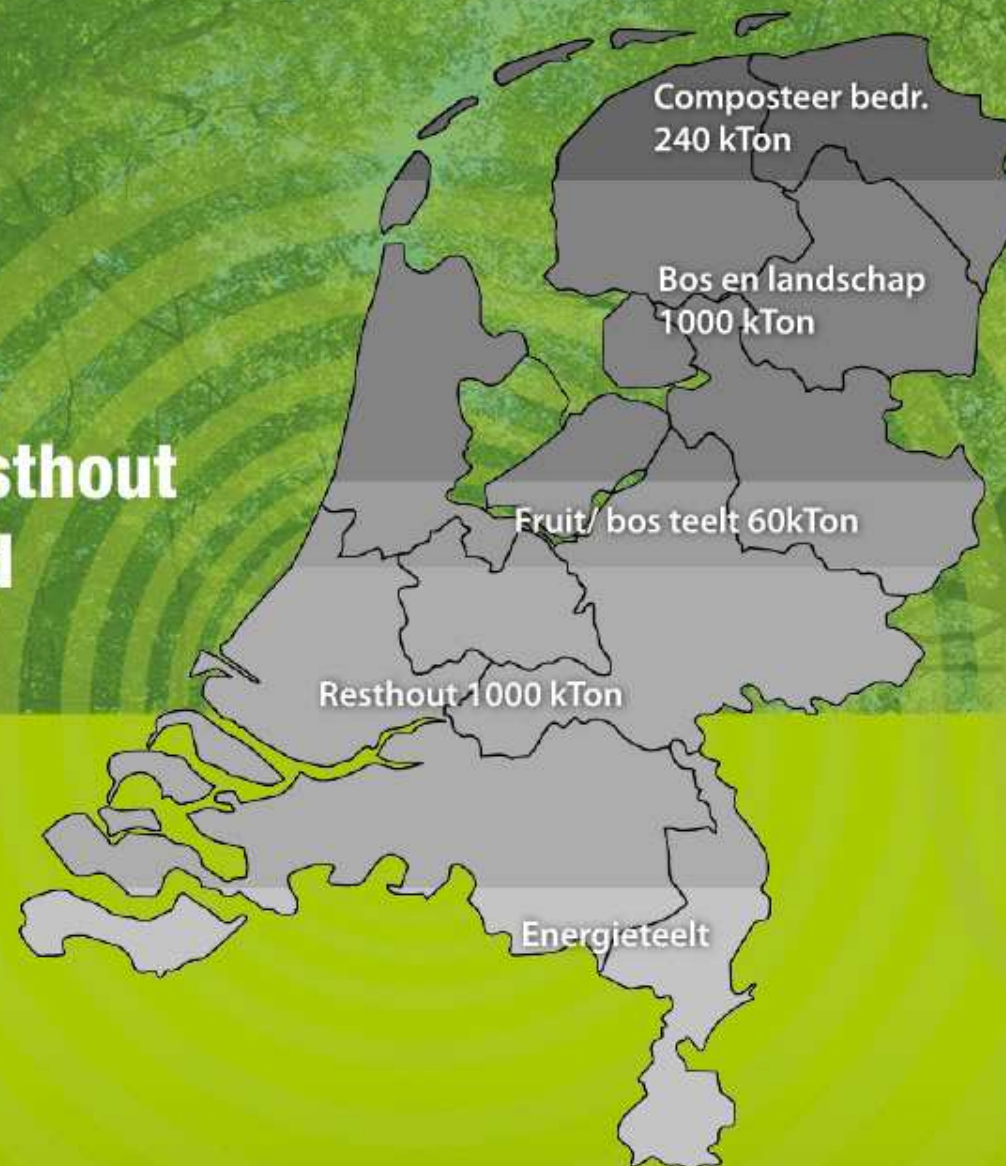 Composteer bedr.
240 kTon
Bos en landschap
1000 kTon
sthout
Fruit/ bos teelt 60kTon
Resthout 1000 kTon
Energieteelt